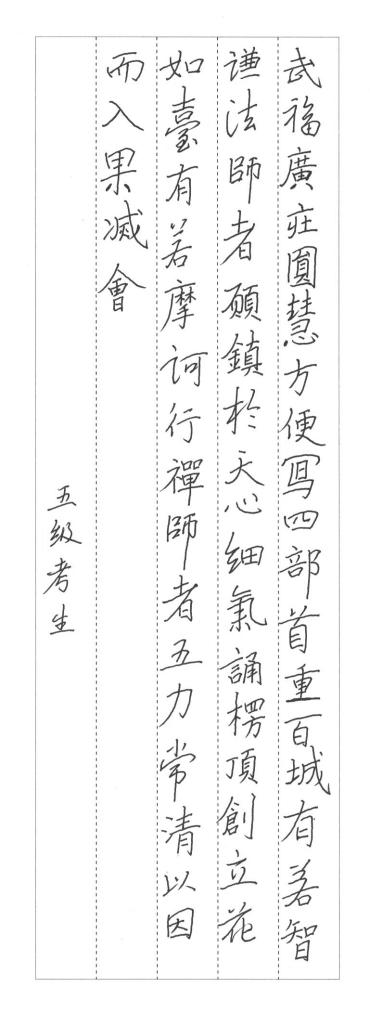 武福廣莊圓慧方便寫四部首重百城有若智
謙法師者願鎮於天心細氣誦楞頂創立花
如臺有若摩訶行禪師者五力常清以因
而入果滅會
五級考生